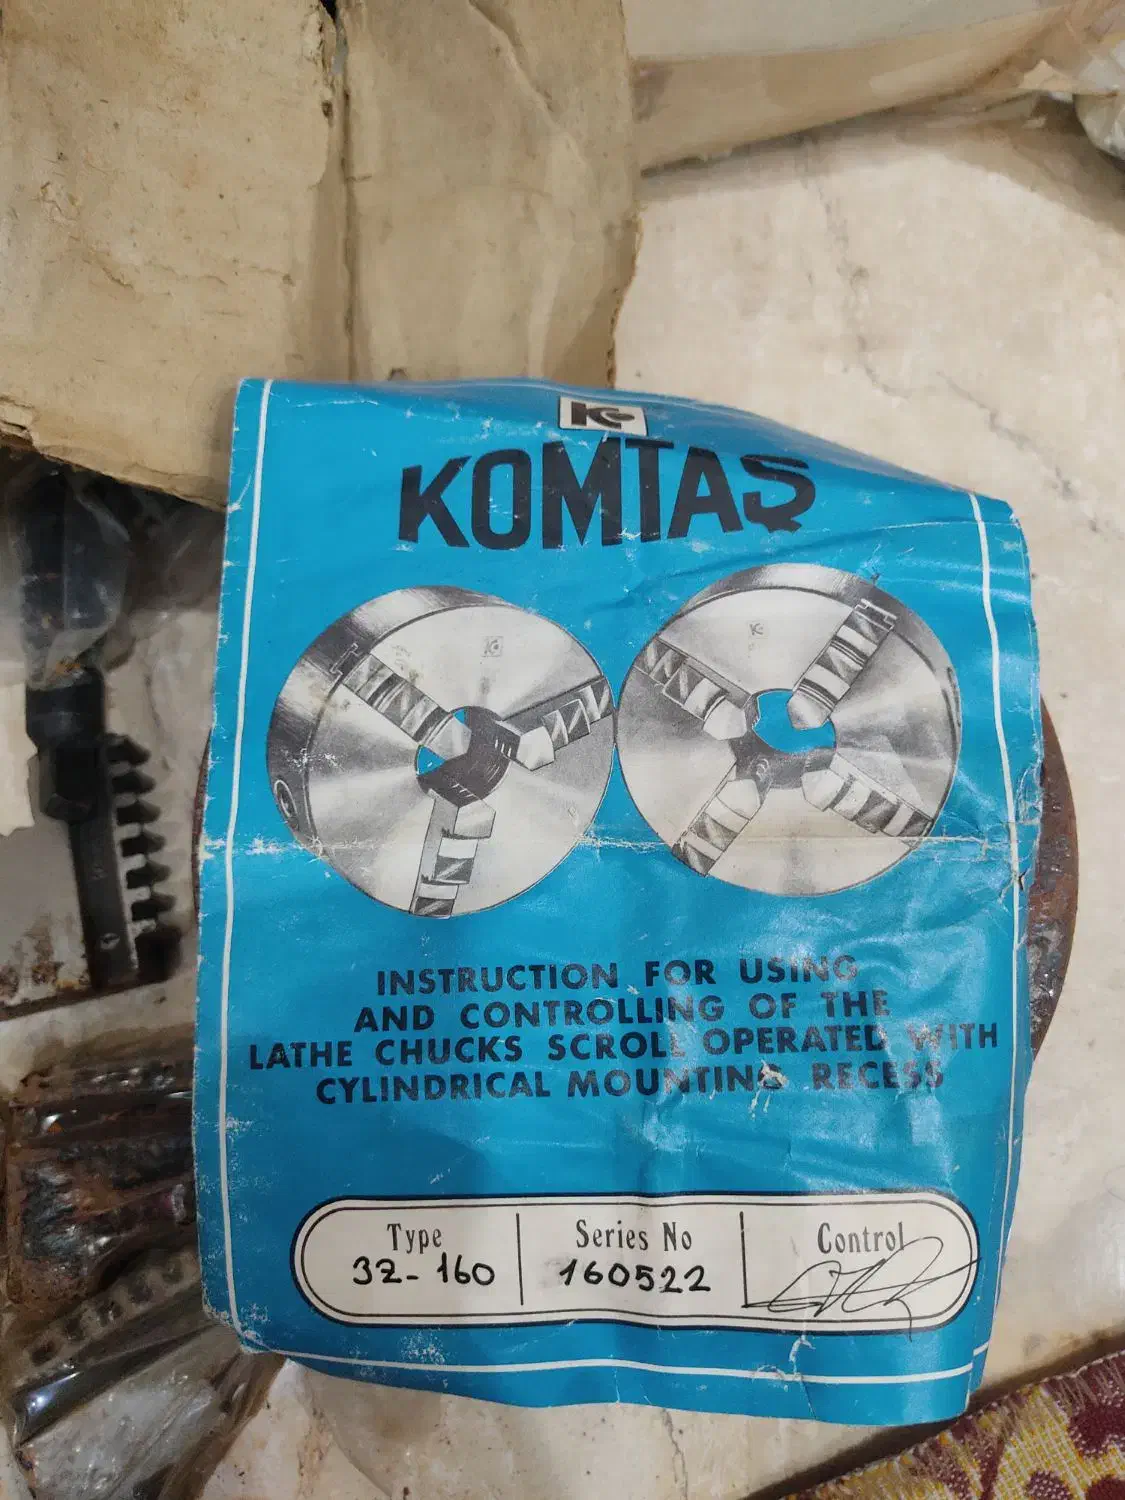 KOMTAŞ
INSTRUCTION FOR USING
AND CONTROLLING OF THE
LATHE CHUCKS SCROLL OPERATED WITH
CYLINDRICAL MOUNTING RECESS
Type Series No Control
3Z-160 160522